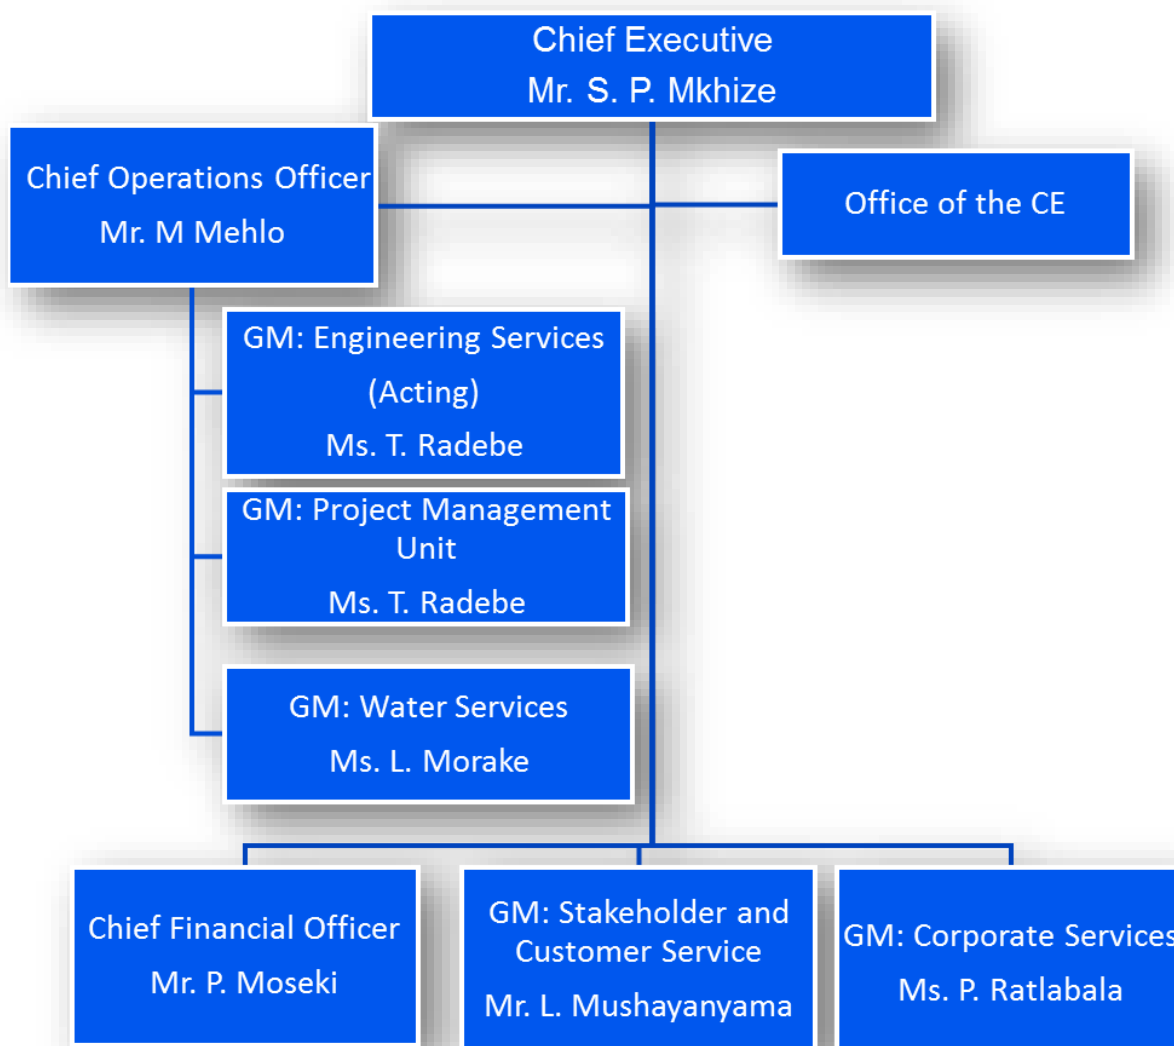 Chief Executive
Mr. S. P. Mkhize
Chief Operations Officer
Mr. M Mehlo
Office of the CE
GM: Engineering Services
(Acting)
Ms. T. Radebe
GM: Project Management
Unit
Ms. T. Radebe
GM: Water Services
Ms. L. Morake
Chief Financial Officer
Mr. P. Moseki
GM: Stakeholder and
Customer Service
Mr. L. Mushayanyama
GM: Corporate Services
Ms. P. Ratlabala